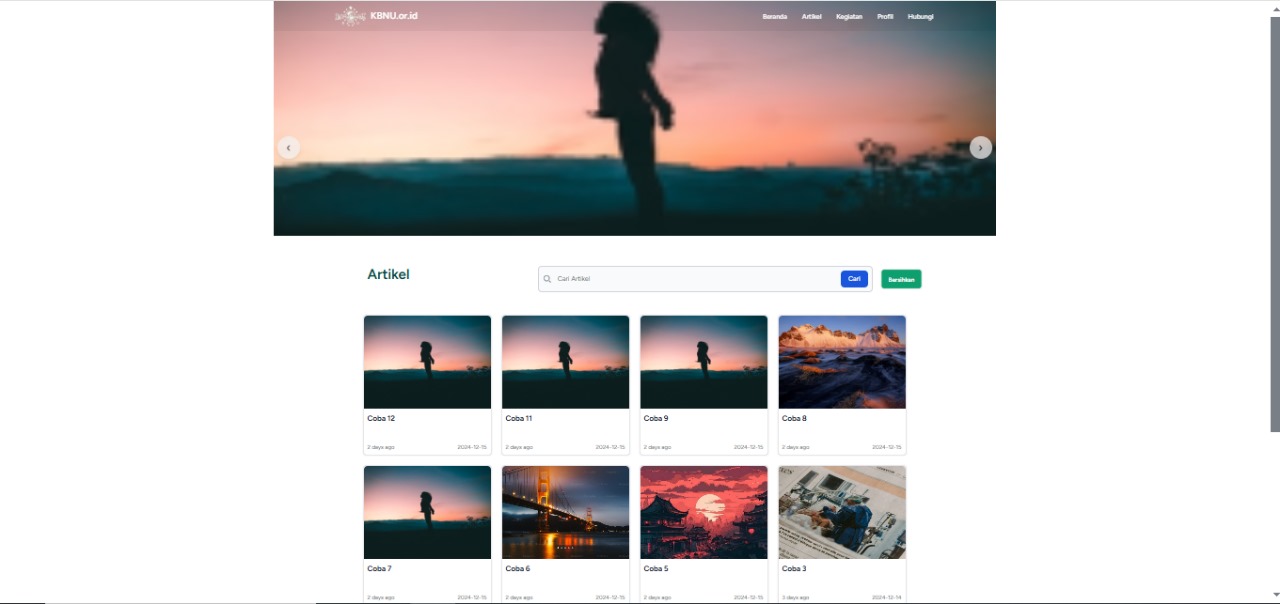 KBNU.or.id
Beranda Artikel Kegiatan Profil Hubungi
Artikel
Cari Artikel
Cari
Bersihkan
Coba 12
2 days ago 2024-12-15
Coba 11
2 days ago 2024-12-15
Coba 9
2 days ago 2024-12-15
Coba 8
2 days ago 2024-12-15
Coba 7
2 days ago 2024-12-15
Coba 6
2 days ago 2024-12-15
Coba 5
2 days ago 2024-12-15
Coba 3
3 days ago 2024-12-14